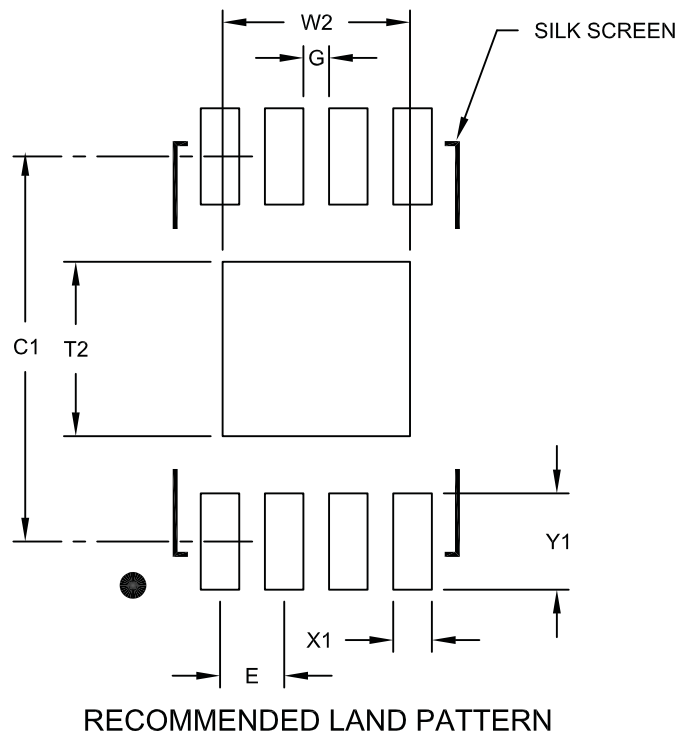 W2
SILK SCREEN
G
C1
T2
Y1
X1
E
RECOMMENDED LAND PATTERN